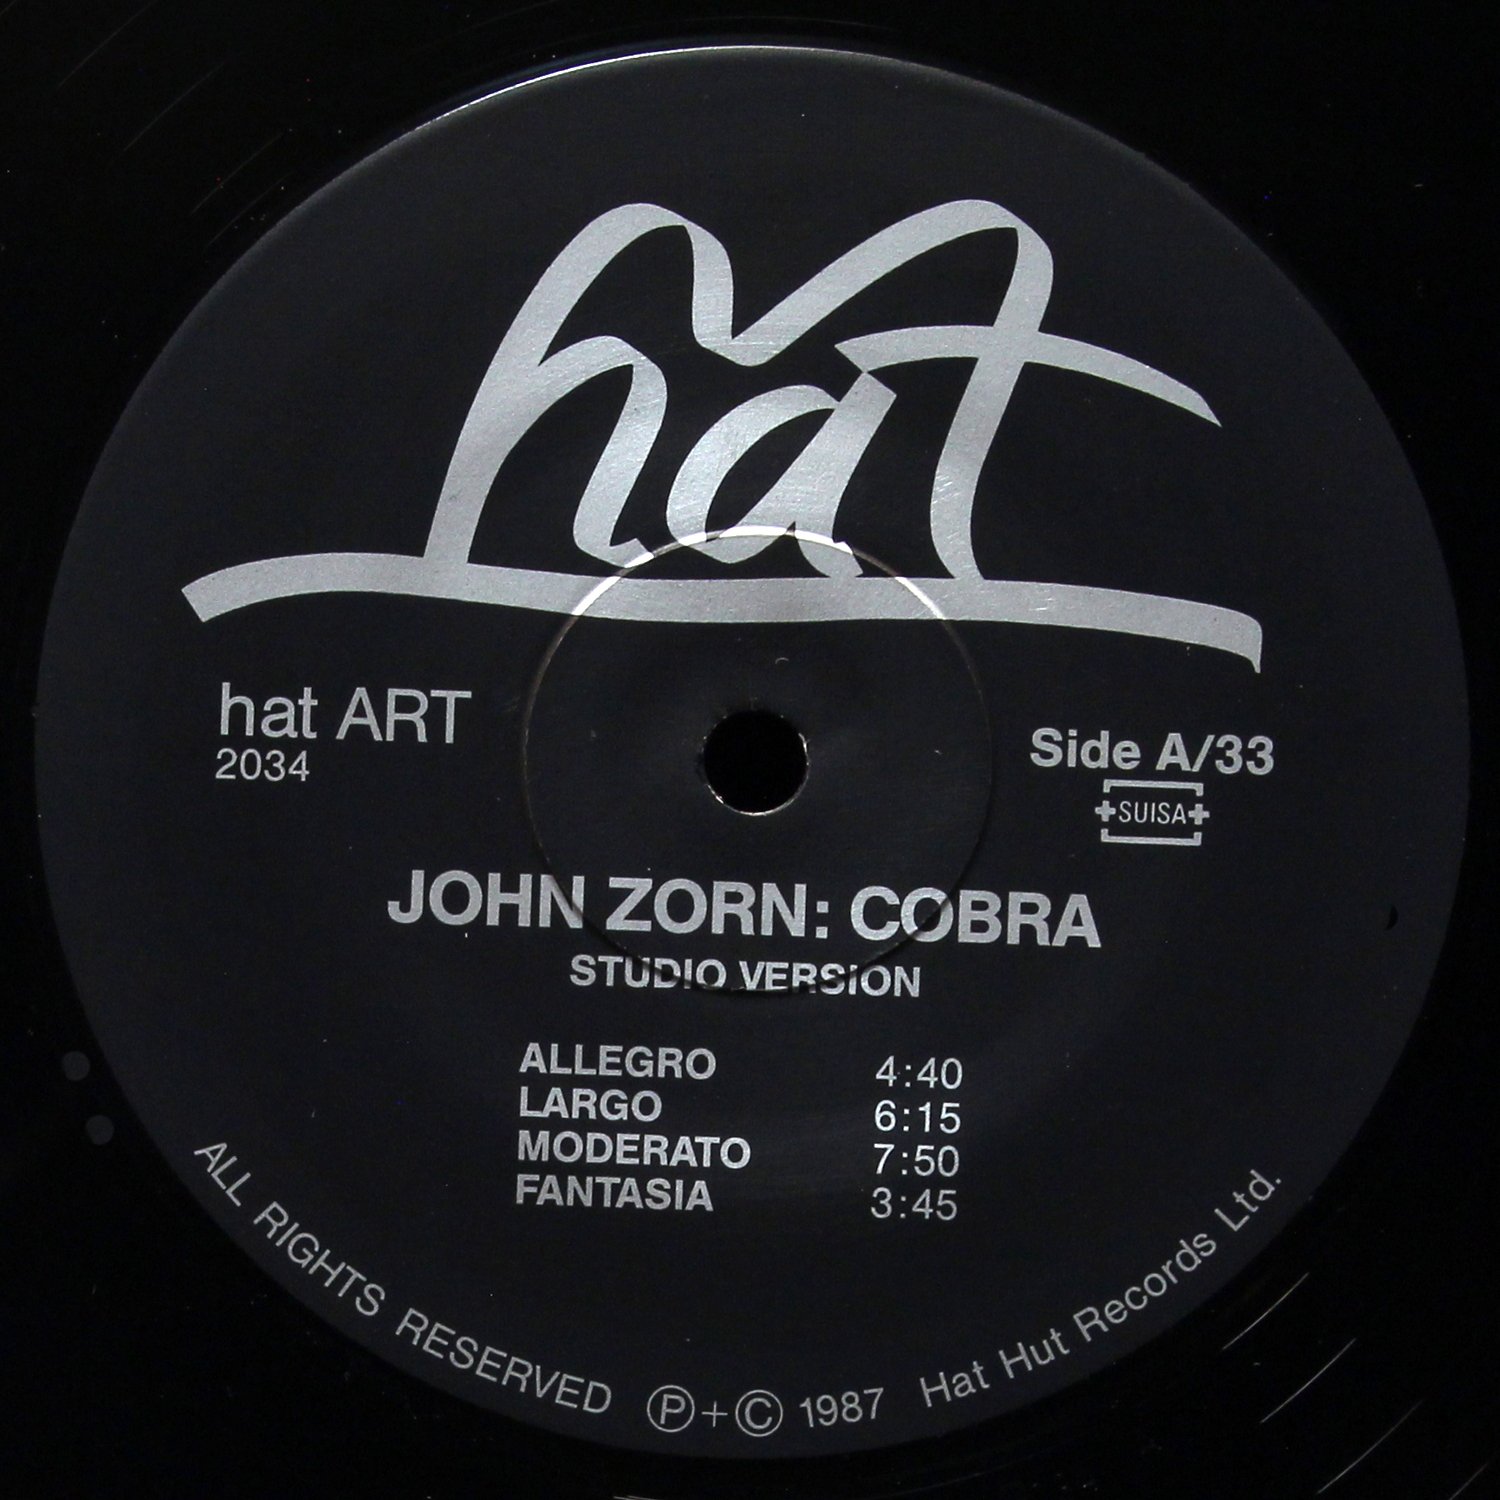 hat
hat ART
2034
Side A/33
SUISA
JOHN ZORN: COBRA
STUDIO VERSION
ALLEGRO 4:40
LARGO 6:15
MODERATO 7:50
FANTASIA 3:45
ALL RIGHTS RESERVED Ⓟ+© 1987 Hat Hut Records Ltd.